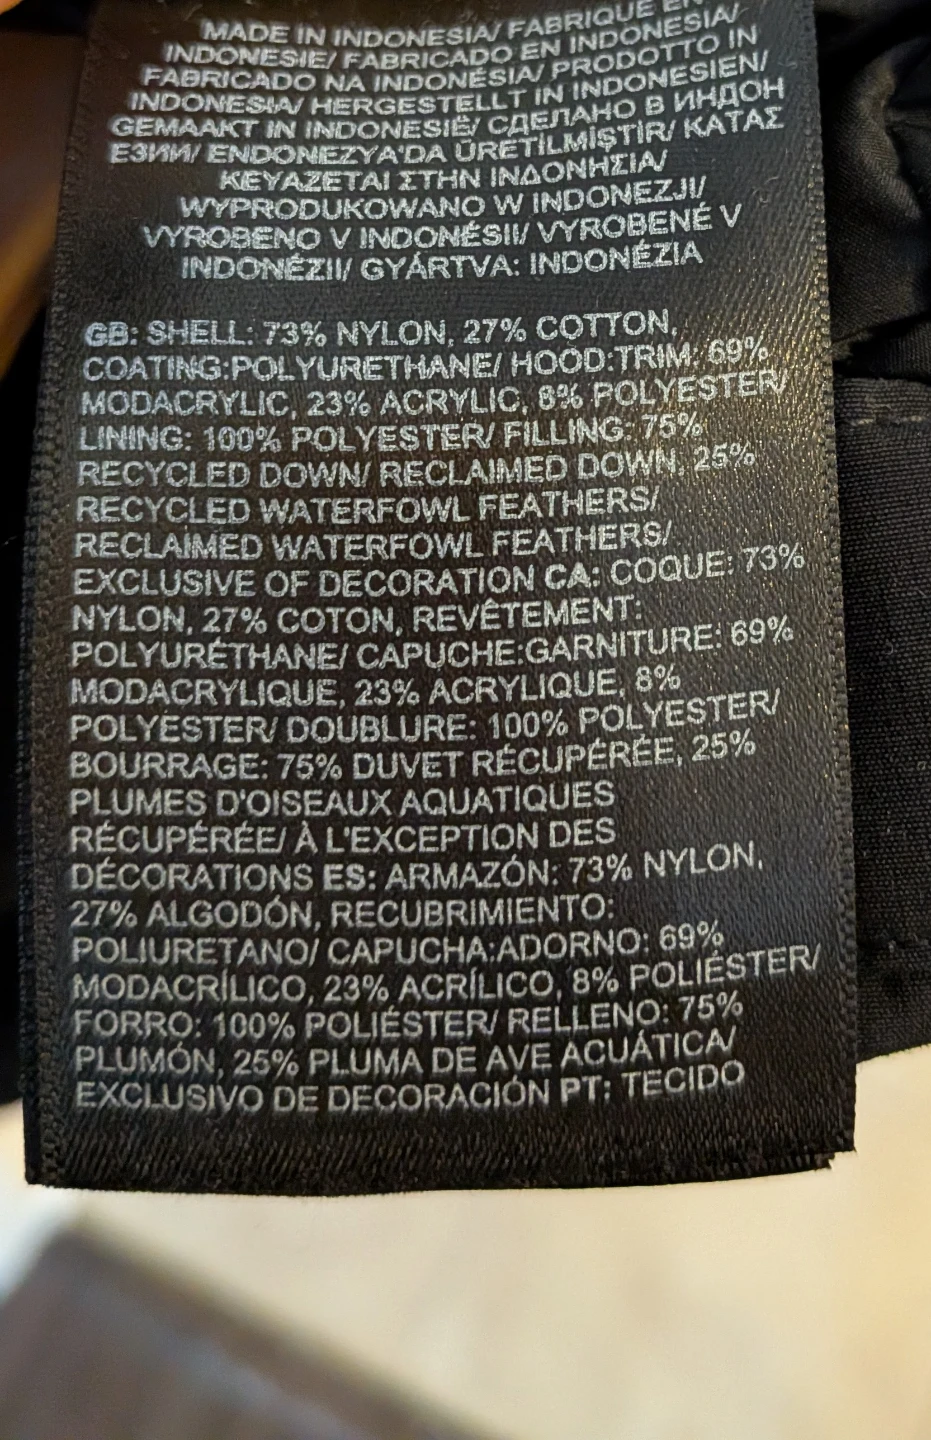 MADE IN INDONESIA/ FABRIQUÉ EN
INDONESIE/ FABRICADO EN INDONESIA/
FABRICADO NA INDONÉSIA/ PRODOTTO IN
INDONESIA/ HERGESTELLT IN INDONESIEN/
GEMAAKT IN INDONESIË/ СДЕЛАНО В ИНДОН
ЕЗИИ/ ENDONEZYA'DA ÜRETİLMİŞTİR/ ΚΑΤΑΣ
ΚΕΥΑΖΕΤΑΙ ΣΤΗΝ ΙΝΔΟΝΗΣΙΑ/
WYPRODUKOWANO W INDONEZJI/
VYROBENO V INDONÉSII/ VYROBENÉ V
INDONÉZII/ GYÁRTVA: INDONÉZIA
GB: SHELL: 73% NYLON, 27% COTTON,
COATING:POLYURETHANE/ HOOD:TRIM: 69%
MODACRYLIC, 23% ACRYLIC, 8% POLYESTER/
LINING: 100% POLYESTER/ FILLING: 75%
RECYCLED DOWN/ RECLAIMED DOWN, 25%
RECYCLED WATERFOWL FEATHERS/
RECLAIMED WATERFOWL FEATHERS/
EXCLUSIVE OF DECORATION CA: COQUE: 73%
NYLON, 27% COTON, REVÊTEMENT:
POLYURÉTHANE/ CAPUCHE:GARNITURE: 69%
MODACRYLIQUE, 23% ACRYLIQUE, 8%
POLYESTER/ DOUBLURE: 100% POLYESTER/
BOURRAGE: 75% DUVET RÉCUPÉRÉE, 25%
PLUMES D'OISEAUX AQUATIQUES
RÉCUPÉRÉE/ À L'EXCEPTION DES
DÉCORATIONS ES: ARMAZÓN: 73% NYLON,
27% ALGODÓN, RECUBRIMIENTO:
POLIURETANO/ CAPUCHA:ADORNO: 69%
MODACRÍLICO, 23% ACRÍLICO, 8% POLIÉSTER/
FORRO: 100% POLIÉSTER/ RELLENO: 75%
PLUMÓN, 25% PLUMA DE AVE ACUÁTICA/
EXCLUSIVO DE DECORACIÓN PT: TECIDO